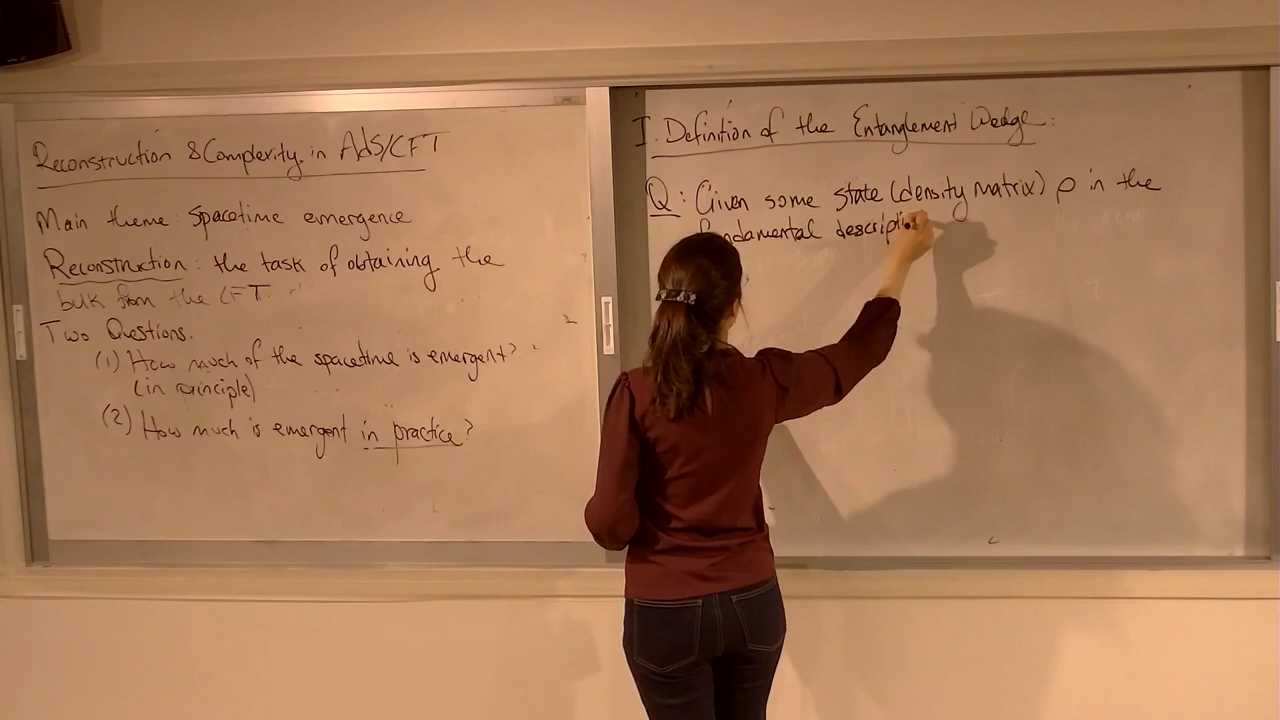 Reconstruction & Complexity in AdS/CFT
Main theme: spacetime emergence
Reconstruction: the task of obtaining the
bulk from the CFT.
Two Questions.
(1) How much of the spacetime is emergent?
(in principle)
(2) How much is emergent in practice?
I. Definition of the Entanglement Wedge:
Q: Given some state (density matrix) ρ in the
fundamental descripti